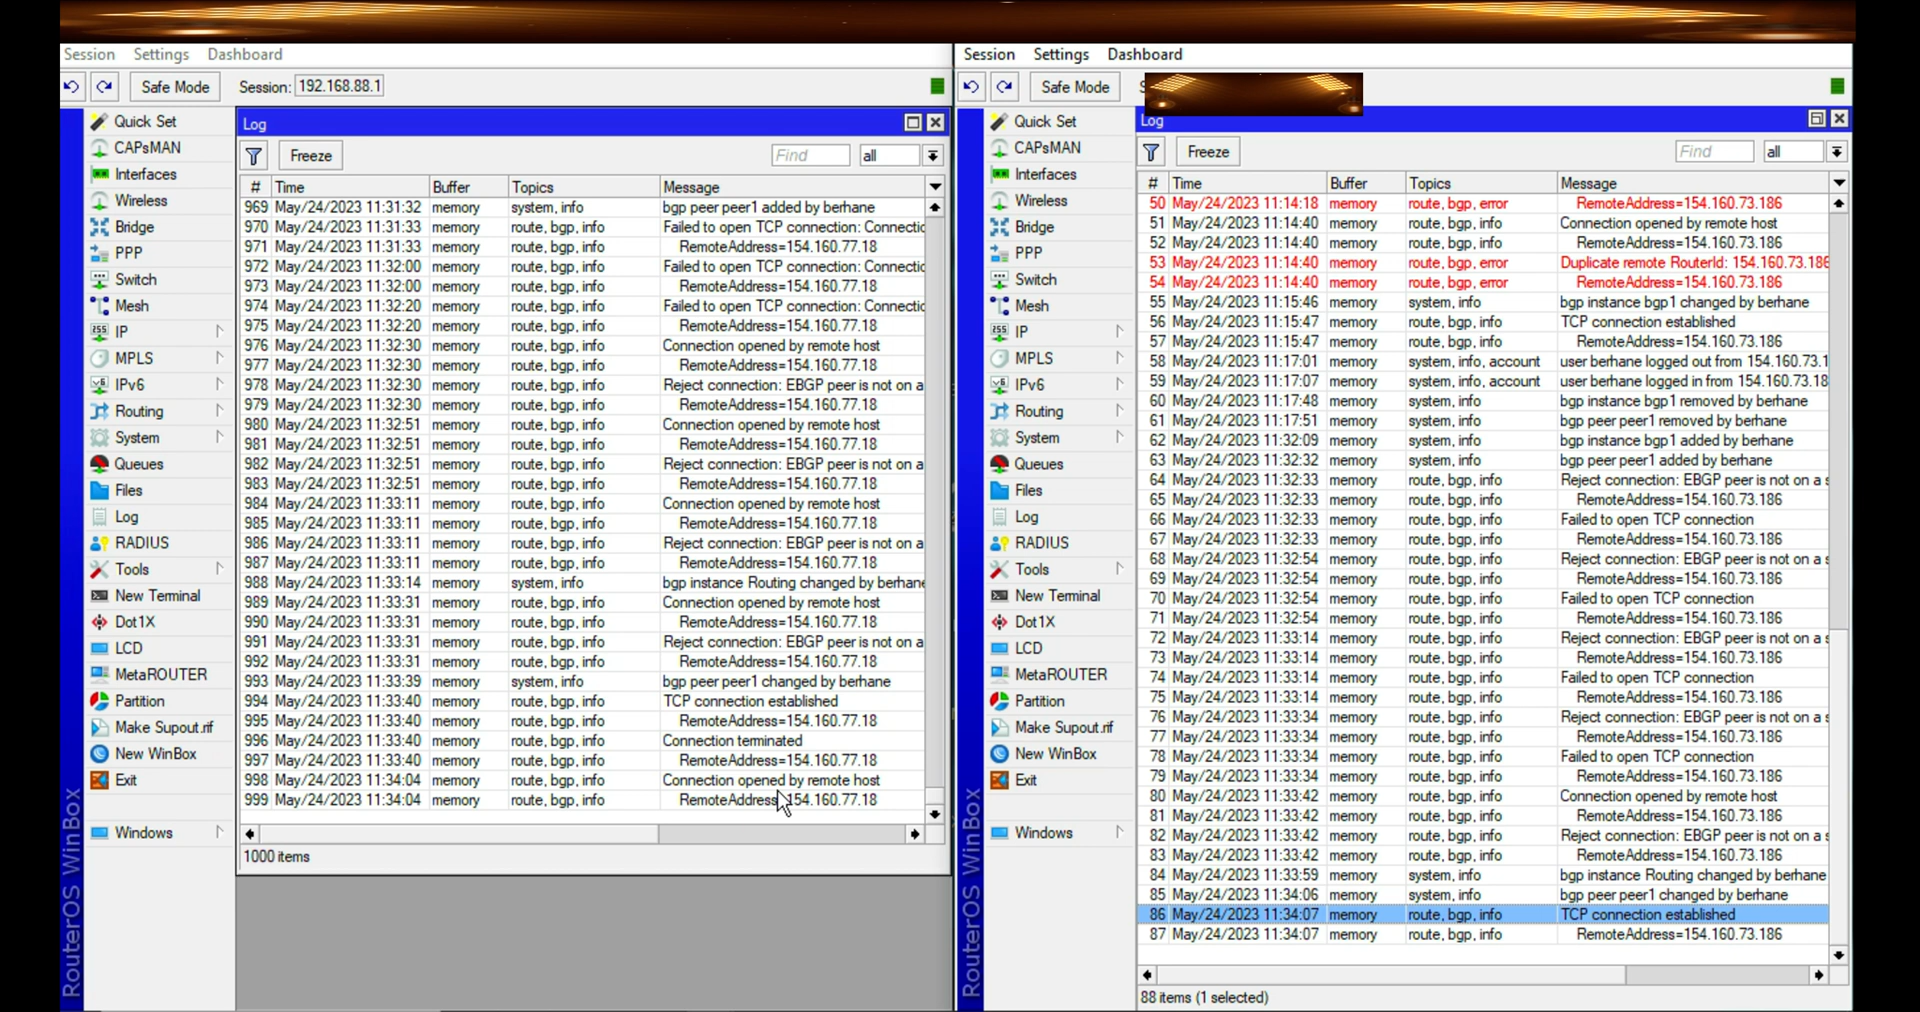 Session Settings Dashboard
Safe Mode Session: 192.168.88.1
Quick Set
CAPsMAN
Interfaces
Wireless
Bridge
PPP
Switch
Mesh
IP
MPLS
IPv6
Routing
System
Queues
Files
Log
RADIUS
Tools
New Terminal
Dot1X
LCD
MetaROUTER
Partition
Make Supout.rif
New WinBox
Exit
Windows
RouterOS WinBox
Log
Freeze Find all
# Time Buffer Topics Message
969 May/24/2023 11:31:32 memory system, info bgp peer peer1 added by berhane
970 May/24/2023 11:31:33 memory route, bgp, info Failed to open TCP connection: Connectio
971 May/24/2023 11:31:33 memory route, bgp, info RemoteAddress=154.160.77.18
972 May/24/2023 11:32:00 memory route, bgp, info Failed to open TCP connection: Connectio
973 May/24/2023 11:32:00 memory route, bgp, info RemoteAddress=154.160.77.18
974 May/24/2023 11:32:20 memory route, bgp, info Failed to open TCP connection: Connectio
975 May/24/2023 11:32:20 memory route, bgp, info RemoteAddress=154.160.77.18
976 May/24/2023 11:32:30 memory route, bgp, info Connection opened by remote host
977 May/24/2023 11:32:30 memory route, bgp, info RemoteAddress=154.160.77.18
978 May/24/2023 11:32:30 memory route, bgp, info Reject connection: EBGP peer is not on a
979 May/24/2023 11:32:30 memory route, bgp, info RemoteAddress=154.160.77.18
980 May/24/2023 11:32:51 memory route, bgp, info Connection opened by remote host
981 May/24/2023 11:32:51 memory route, bgp, info RemoteAddress=154.160.77.18
982 May/24/2023 11:32:51 memory route, bgp, info Reject connection: EBGP peer is not on a
983 May/24/2023 11:32:51 memory route, bgp, info RemoteAddress=154.160.77.18
984 May/24/2023 11:33:11 memory route, bgp, info Connection opened by remote host
985 May/24/2023 11:33:11 memory route, bgp, info RemoteAddress=154.160.77.18
986 May/24/2023 11:33:11 memory route, bgp, info Reject connection: EBGP peer is not on a
987 May/24/2023 11:33:11 memory route, bgp, info RemoteAddress=154.160.77.18
988 May/24/2023 11:33:14 memory system, info bgp instance Routing changed by berhane
989 May/24/2023 11:33:31 memory route, bgp, info Connection opened by remote host
990 May/24/2023 11:33:31 memory route, bgp, info RemoteAddress=154.160.77.18
991 May/24/2023 11:33:31 memory route, bgp, info Reject connection: EBGP peer is not on a
992 May/24/2023 11:33:31 memory route, bgp, info RemoteAddress=154.160.77.18
993 May/24/2023 11:33:39 memory system, info bgp peer peer1 changed by berhane
994 May/24/2023 11:33:40 memory route, bgp, info TCP connection established
995 May/24/2023 11:33:40 memory route, bgp, info RemoteAddress=154.160.77.18
996 May/24/2023 11:33:40 memory route, bgp, info Connection terminated
997 May/24/2023 11:33:40 memory route, bgp, info RemoteAddress=154.160.77.18
998 May/24/2023 11:34:04 memory route, bgp, info Connection opened by remote host
999 May/24/2023 11:34:04 memory route, bgp, info RemoteAddress 154.160.77.18
1000 items
Session Settings Dashboard
Safe Mode S
Quick Set
CAPsMAN
Interfaces
Wireless
Bridge
PPP
Switch
Mesh
IP
MPLS
IPv6
Routing
System
Queues
Files
Log
RADIUS
Tools
New Terminal
Dot1X
LCD
MetaROUTER
Partition
Make Supout.rif
New WinBox
Exit
Windows
RouterOS WinBox
Log
Freeze Find all
# Time Buffer Topics Message
50 May/24/2023 11:14:18 memory route, bgp, error RemoteAddress=154.160.73.186
51 May/24/2023 11:14:40 memory route, bgp, info Connection opened by remote host
52 May/24/2023 11:14:40 memory route, bgp, info RemoteAddress=154.160.73.186
53 May/24/2023 11:14:40 memory route, bgp, error Duplicate remote RouterId: 154.160.73.186
54 May/24/2023 11:14:40 memory route, bgp, error RemoteAddress=154.160.73.186
55 May/24/2023 11:15:46 memory system, info bgp instance bgp1 changed by berhane
56 May/24/2023 11:15:47 memory route, bgp, info TCP connection established
57 May/24/2023 11:15:47 memory route, bgp, info RemoteAddress=154.160.73.186
58 May/24/2023 11:17:01 memory system, info, account user berhane logged out from 154.160.73.1
59 May/24/2023 11:17:07 memory system, info, account user berhane logged in from 154.160.73.18
60 May/24/2023 11:17:48 memory system, info bgp instance bgp1 removed by berhane
61 May/24/2023 11:17:51 memory system, info bgp peer peer1 removed by berhane
62 May/24/2023 11:32:09 memory system, info bgp instance bgp1 added by berhane
63 May/24/2023 11:32:32 memory system, info bgp peer peer1 added by berhane
64 May/24/2023 11:32:33 memory route, bgp, info Reject connection: EBGP peer is not on a s
65 May/24/2023 11:32:33 memory route, bgp, info RemoteAddress=154.160.73.186
66 May/24/2023 11:32:33 memory route, bgp, info Failed to open TCP connection
67 May/24/2023 11:32:33 memory route, bgp, info RemoteAddress=154.160.73.186
68 May/24/2023 11:32:54 memory route, bgp, info Reject connection: EBGP peer is not on a s
69 May/24/2023 11:32:54 memory route, bgp, info RemoteAddress=154.160.73.186
70 May/24/2023 11:32:54 memory route, bgp, info Failed to open TCP connection
71 May/24/2023 11:32:54 memory route, bgp, info RemoteAddress=154.160.73.186
72 May/24/2023 11:33:14 memory route, bgp, info Reject connection: EBGP peer is not on a s
73 May/24/2023 11:33:14 memory route, bgp, info RemoteAddress=154.160.73.186
74 May/24/2023 11:33:14 memory route, bgp, info Failed to open TCP connection
75 May/24/2023 11:33:14 memory route, bgp, info RemoteAddress=154.160.73.186
76 May/24/2023 11:33:34 memory route, bgp, info Reject connection: EBGP peer is not on a s
77 May/24/2023 11:33:34 memory route, bgp, info RemoteAddress=154.160.73.186
78 May/24/2023 11:33:34 memory route, bgp, info Failed to open TCP connection
79 May/24/2023 11:33:34 memory route, bgp, info RemoteAddress=154.160.73.186
80 May/24/2023 11:33:42 memory route, bgp, info Connection opened by remote host
81 May/24/2023 11:33:42 memory route, bgp, info RemoteAddress=154.160.73.186
82 May/24/2023 11:33:42 memory route, bgp, info Reject connection: EBGP peer is not on a s
83 May/24/2023 11:33:42 memory route, bgp, info RemoteAddress=154.160.73.186
84 May/24/2023 11:33:59 memory system, info bgp instance Routing changed by berhane
85 May/24/2023 11:34:06 memory system, info bgp peer peer1 changed by berhane
86 May/24/2023 11:34:07 memory route, bgp, info TCP connection established
87 May/24/2023 11:34:07 memory route, bgp, info RemoteAddress=154.160.73.186
88 items (1 selected)